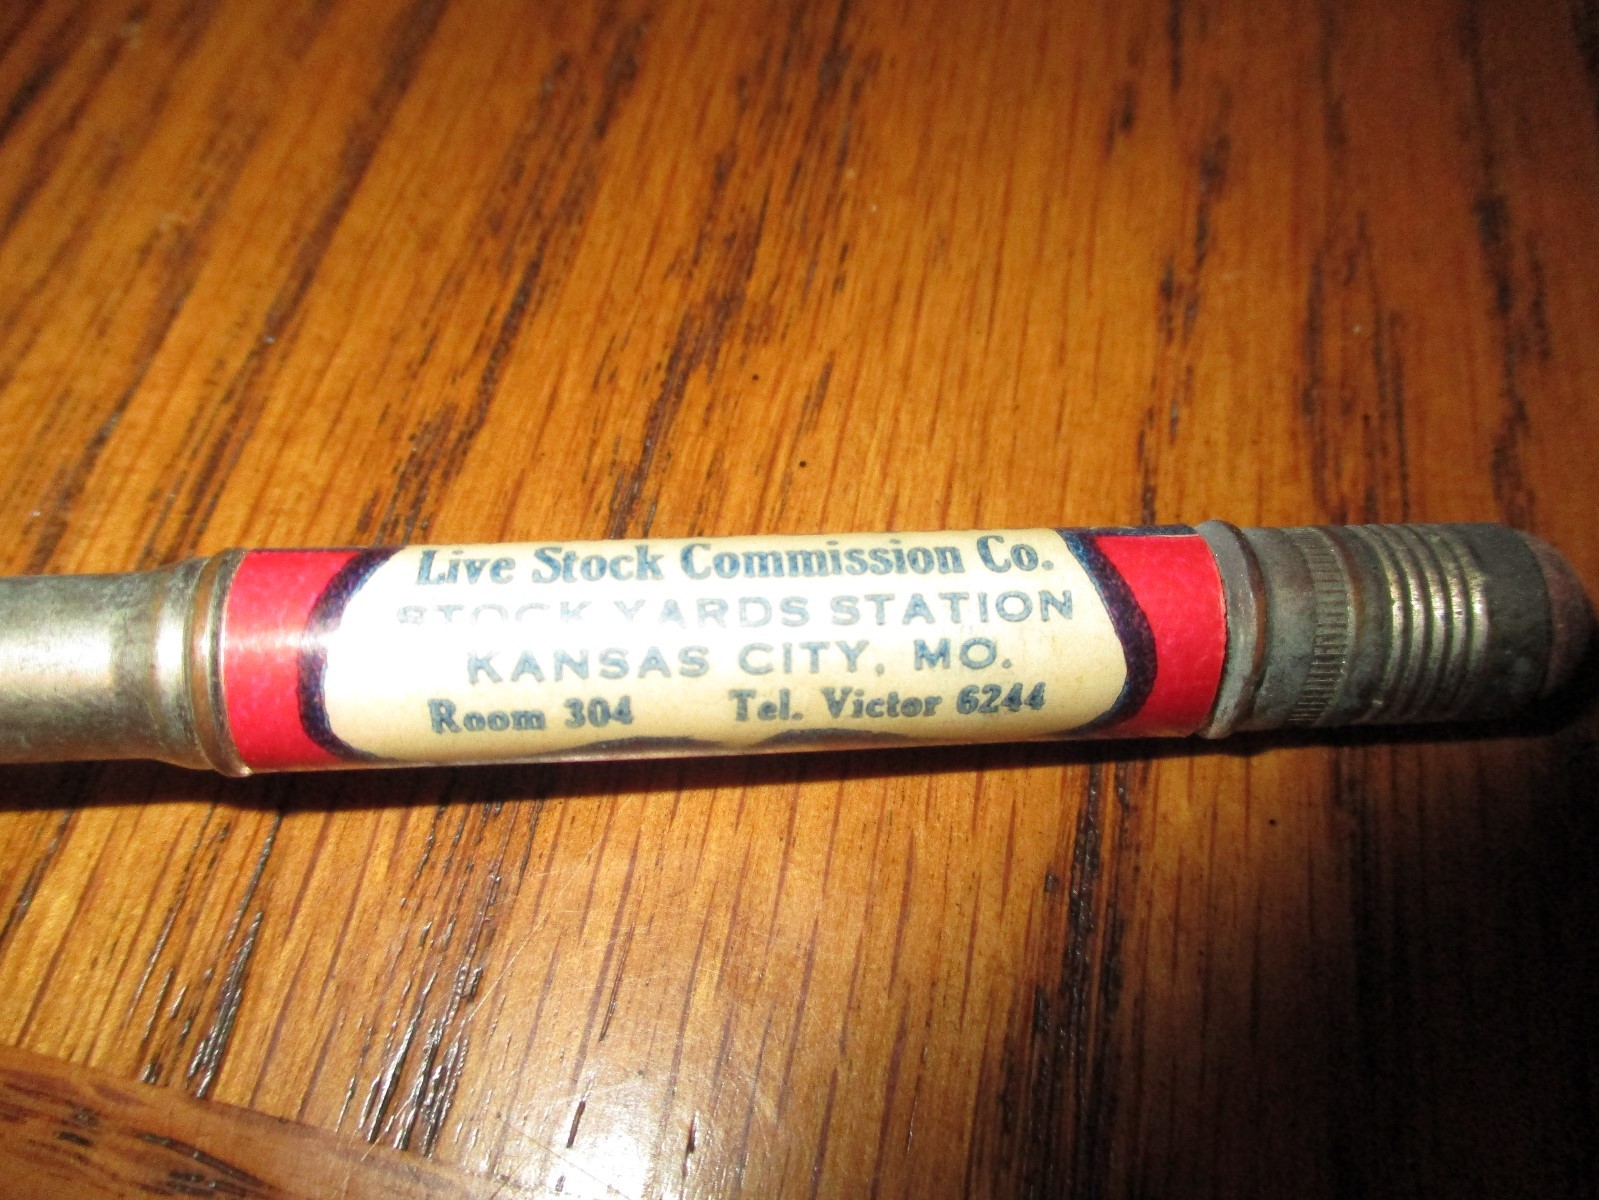 Live Stock Commission Co.
STOCK YARDS STATION
KANSAS CITY, MO.
Room 304 Tel. Victor 6244